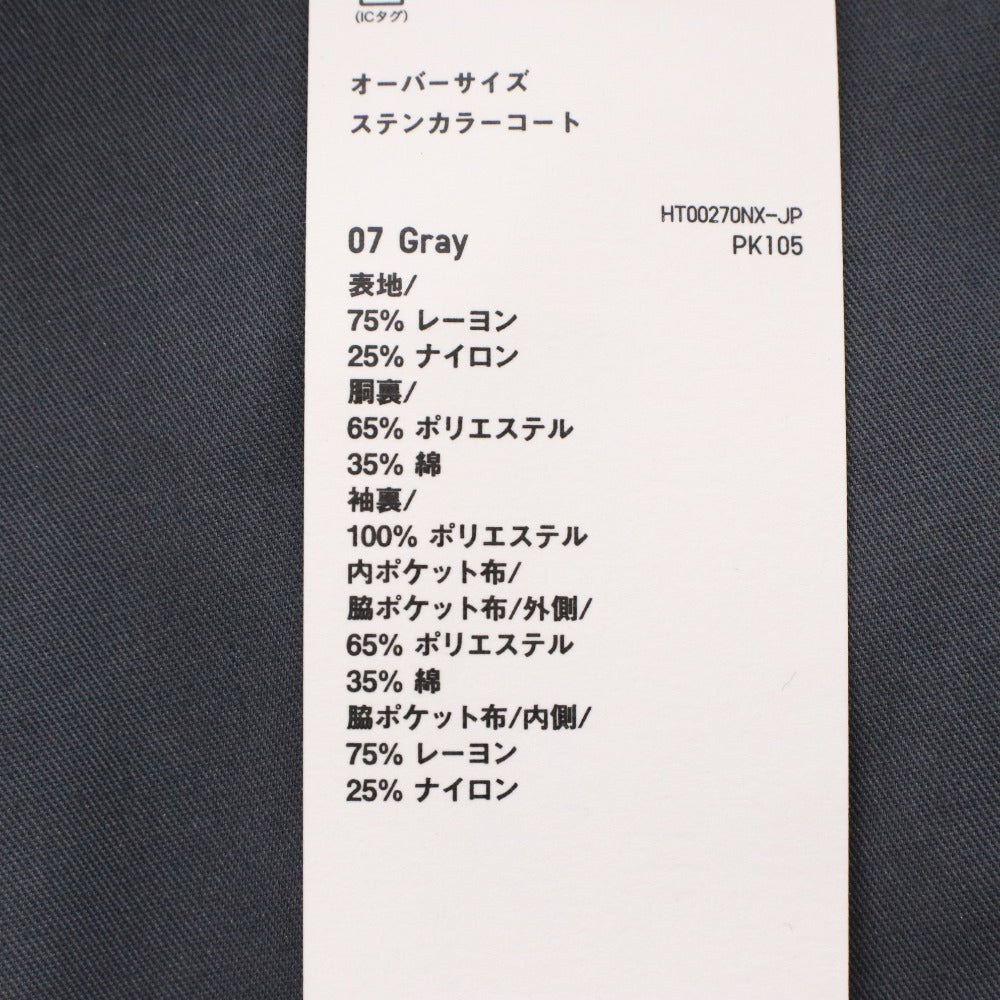 (ICタグ)
オーバーサイズ
ステンカラーコート
HT00270NX-JP
07 Gray
PK105
表地/
75% レーヨン
25% ナイロン
胴裏/
65% ポリエステル
35% 綿
袖裏/
100% ポリエステル
内ポケット布/
脇ポケット布/外側/
65% ポリエステル
35% 綿
脇ポケット布/内側/
75% レーヨン
25% ナイロン